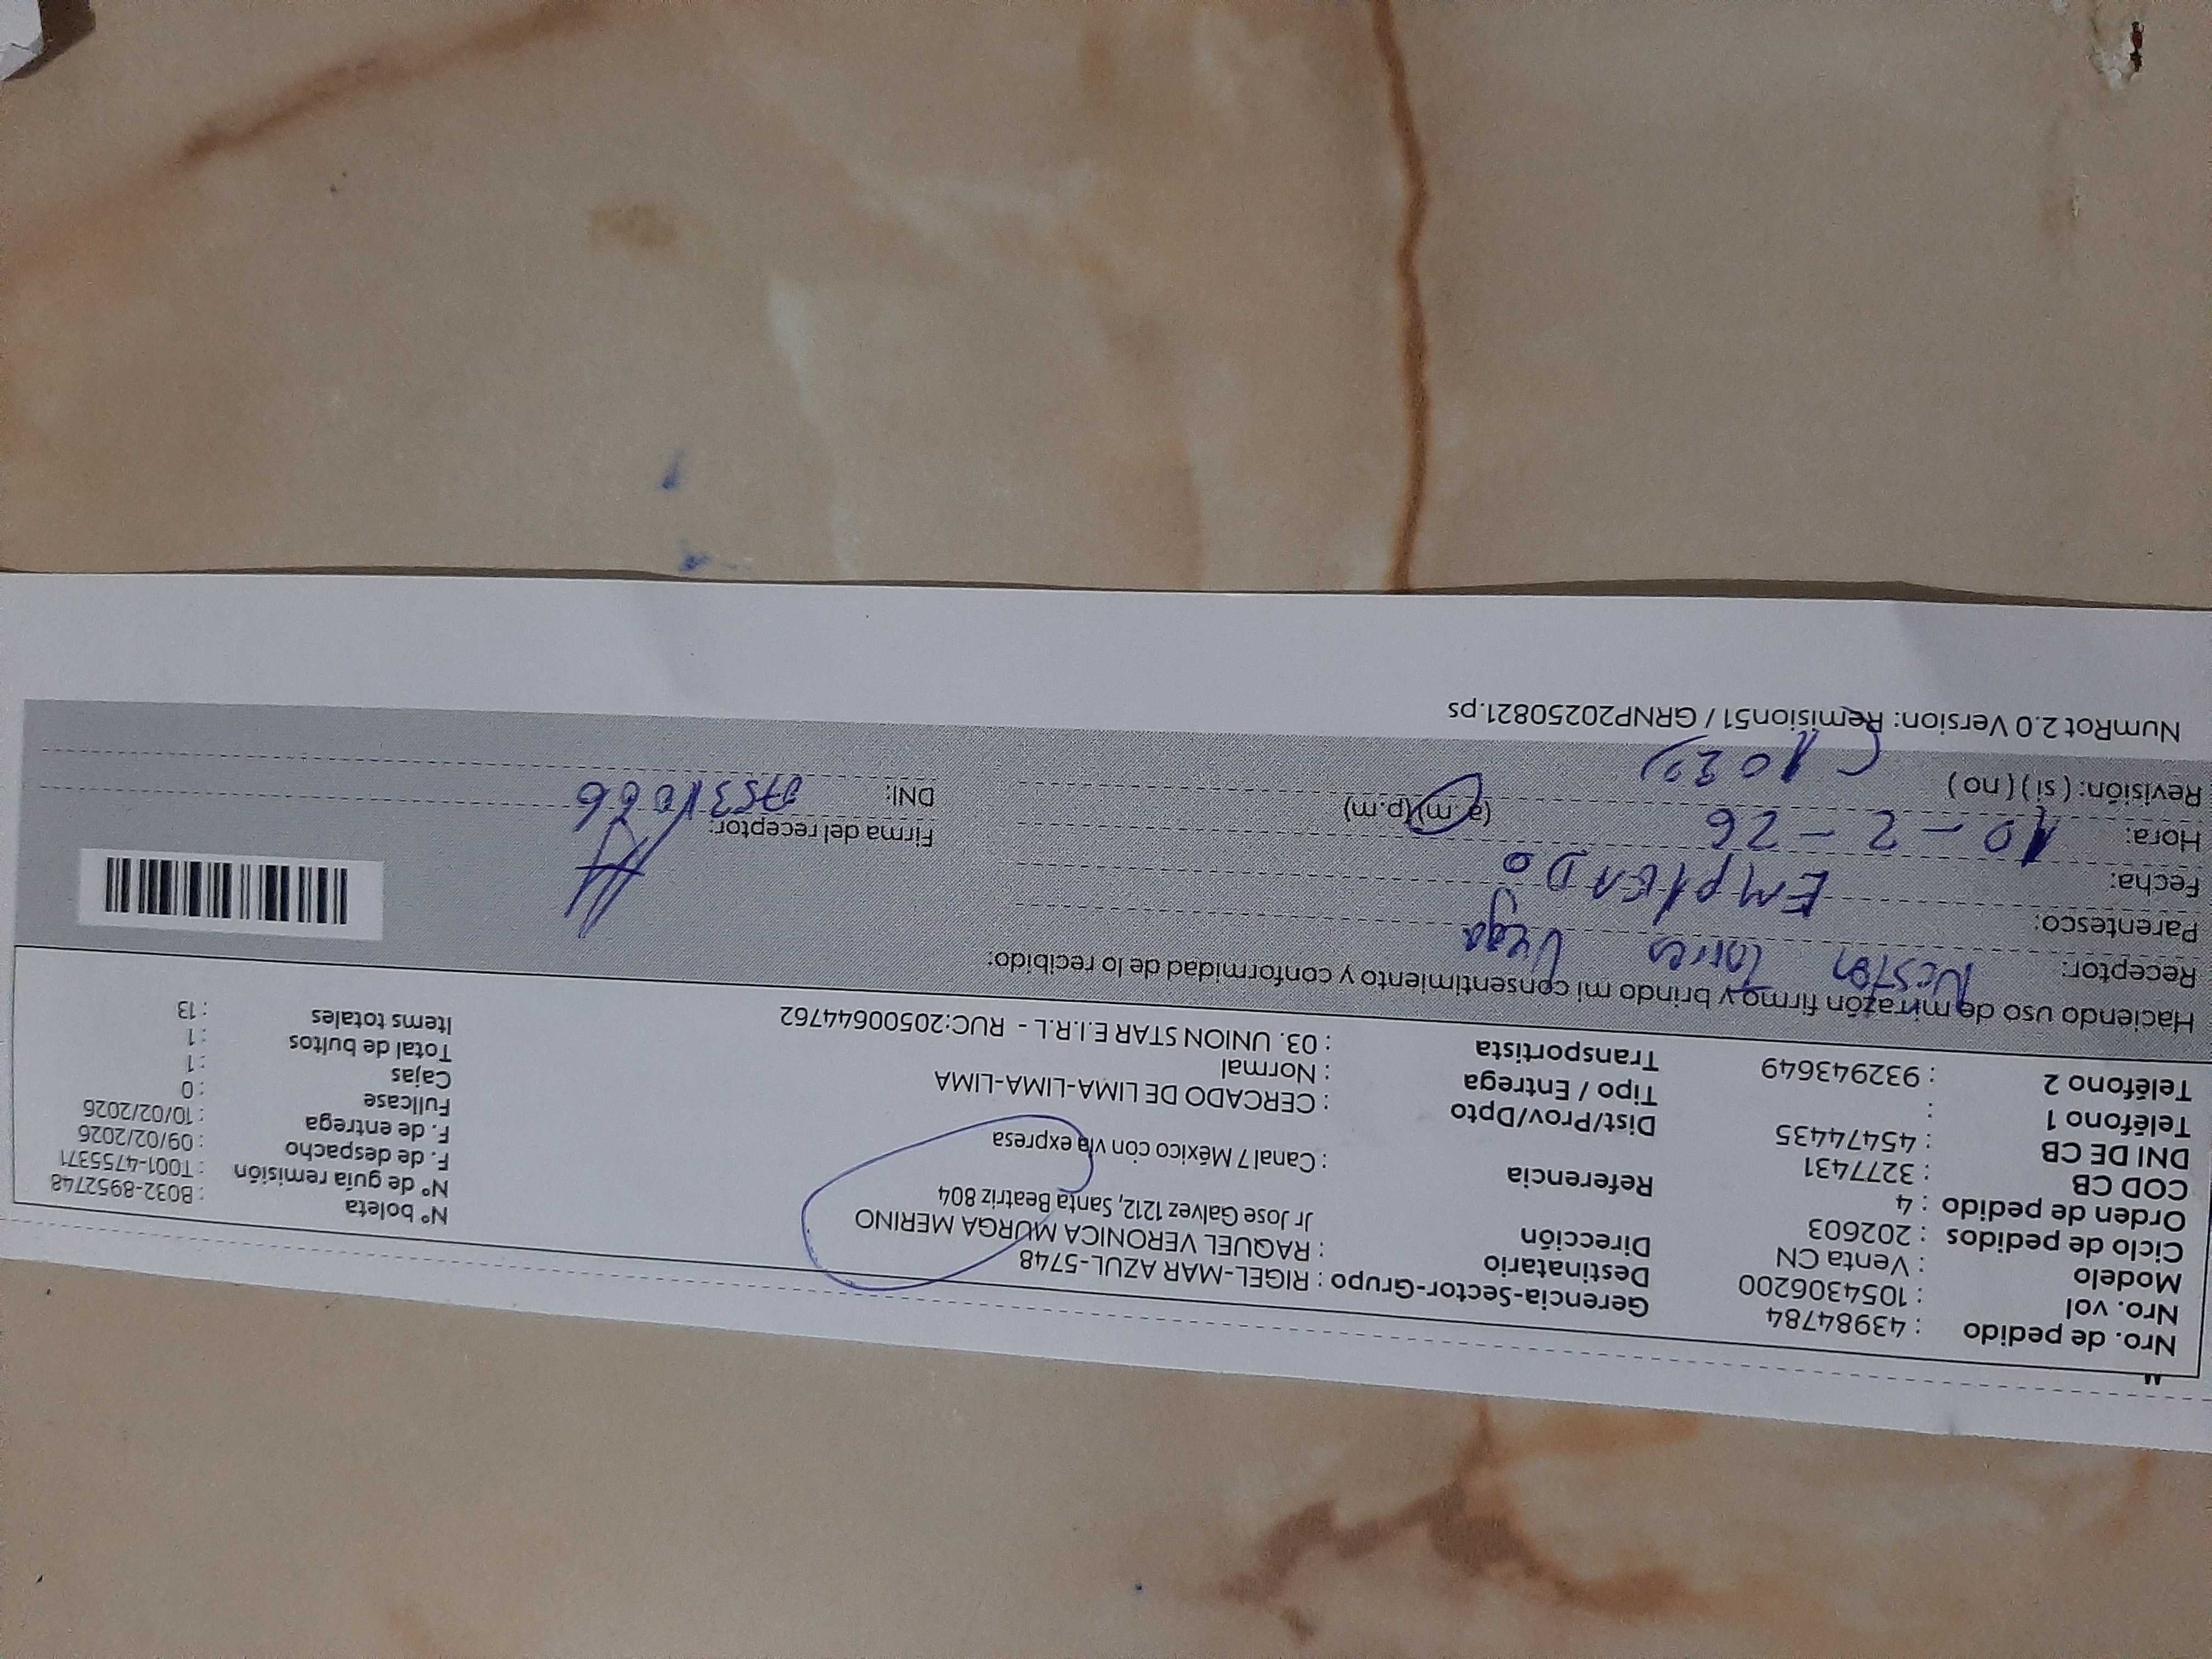 Nro. de pedido : 43984784
Nro. vol : 1054306200
Modelo : Venta CN
Ciclo de pedidos : 202603
Orden de pedido : 4
COD CB : 3277431
DNI DE CB : 45474435
Teléfono 1 :
Teléfono 2 : 932943649
Gerencia-Sector-Grupo : RIGEL-MAR AZUL-5748
Destinatario : RAQUEL VERONICA MURGA MERINO
Dirección Jr Jose Galvez 1212, Santa Beatriz 804
Referencia : Canal 7 México con vía expresa
Dist/Prov/Dpto : CERCADO DE LIMA-LIMA-LIMA
Tipo / Entrega : Normal
Transportista : 03. UNION STAR E.I.R.L - RUC:20500644762
N° boleta : B032-8952748
N° de guía remisión : T001-4755371
F. de despacho : 09/02/2026
F. de entrega : 10/02/2026
Fullcase : 0
Cajas : 1
Total de bultos : 1
Items totales : 13
Haciendo uso de mi razón firmo y brindo mi consentimiento y conformidad de lo recibido:
Receptor: Nestor Torres Vega
Parentesco: EmplEADo
Fecha: 10-2-26
Hora: (a.m)(p.m)
Revisión: ( si ) ( no )
Firma del receptor:
DNI:
NumRot 2.0 Version: Remision51 / GRNP20250821.ps